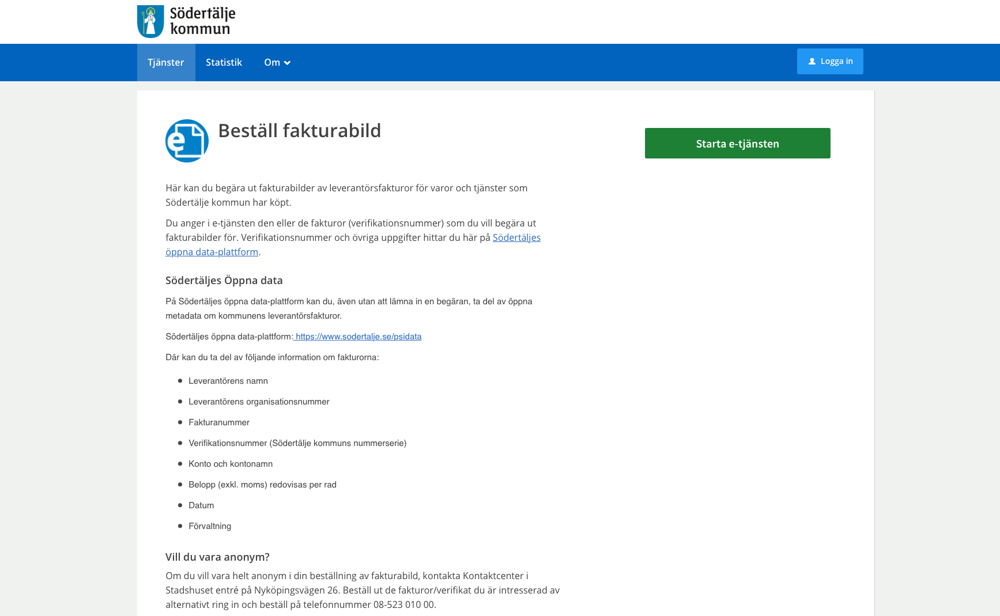 Södertälje
kommun
Tjänster
Statistik
Om
Logga in
Beställ fakturabild
Starta e-tjänsten
Här kan du begära ut fakturabilder av leverantörsfakturor för varor och tjänster som
Södertälje kommun har köpt.
Du anger i e-tjänsten den eller de fakturor (verifikationsnummer) som du vill begära ut
fakturabilder för. Verifikationsnummer och övriga uppgifter hittar du här på Södertäljes
öppna data-plattform.
Södertäljes Öppna data
På Södertäljes öppna data-plattform kan du, även utan att lämna in en begäran, ta del av öppna
metadata om kommunens leverantörsfakturor.
Södertäljes öppna data-plattform: https://www.sodertalje.se/psidata
Där kan du ta del av följande information om fakturorna:
Leverantörens namn
Leverantörens organisationsnummer
Fakturanummer
Verifikationsnummer (Södertälje kommuns nummerserie)
Konto och kontonamn
Belopp (exkl. moms) redovisas per rad
Datum
Förvaltning
Vill du vara anonym?
Om du vill vara helt anonym i din beställning av fakturabild, kontakta Kontaktcenter i
Stadshuset entré på Nyköpingsvägen 26. Beställ ut de fakturor/verifikat du är intresserad av
alternativt ring in och beställ på telefonnummer 08-523 010 00.